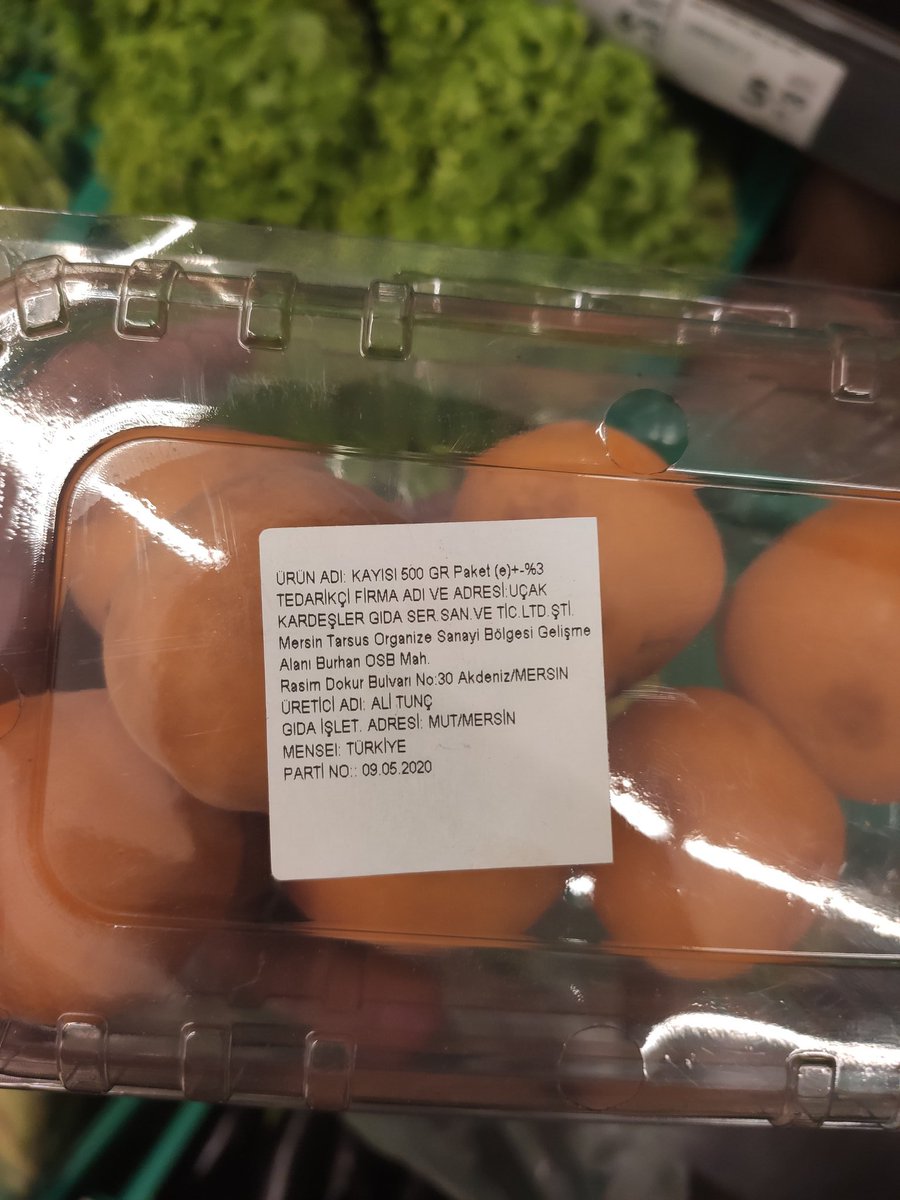 ÜRÜN ADI: KAYISI 500 GR Paket (e)+-%3
TEDARİKÇİ FİRMA ADI VE ADRESİ:UÇAK
KARDEŞLER GIDA SER.SAN.VE TİC.LTD.ŞTİ.
Mersin Tarsus Organize Sanayi Bölgesi Gelişme
Alanı Burhan OSB Mah.
Rasim Dokur Bulvarı No:30 Akdeniz/MERSIN
ÜRETİCİ ADI: ALİ TUNÇ
GIDA İŞLET. ADRESİ: MUT/MERSİN
MENSEI: TÜRKİYE
PARTİ NO:: 09.05.2020